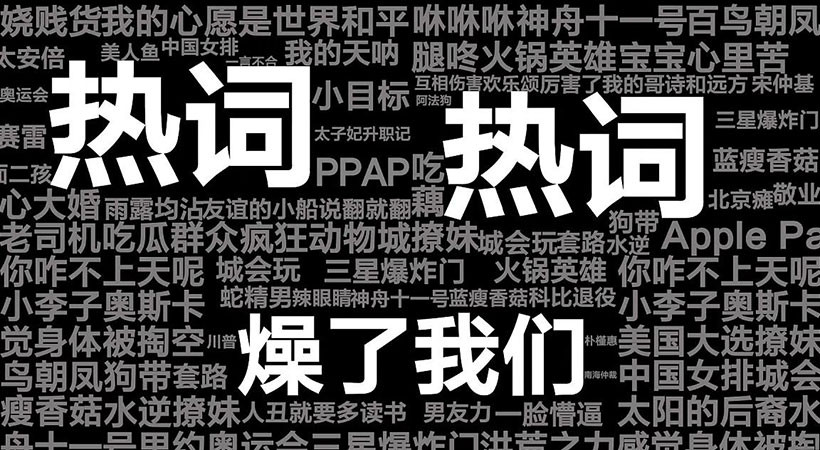 娆贱货我的心愿是世界和平咻咻咻神舟十一号百鸟朝凤
太安倍 美人鱼 中国女排 一言不合 我的天呐 腿咚火锅英雄宝宝心里苦
互相伤害欢乐颂厉害了我的哥诗和远方 宋仲基
奥运会 小目标 阿法狗
热词 热词
三星爆炸门
赛雷 太子妃升职记
面二孩 PPAP吃 蓝瘦香菇
心大婚 雨露均沾友谊的小船说翻就翻 藕 北京瘫 敬业
狗带
老司机吃瓜群众疯狂动物城撩妹城会玩套路水逆 Apple Pa
你咋不上天呢 城会玩 三星爆炸门 火锅英雄 你咋不上天呢
小李子奥斯卡 蛇精男辣眼睛神舟十一号蓝瘦香菇科比退役 小李子奥斯卡
觉身体被掏空 川普 燥了我们 朴槿惠 美国大选撩妹
鸟朝凤狗带套路 南海仲裁 中国女排城会
瘦香菇水逆撩妹 人丑就要多读书 男友力 一脸懵逼 太阳的后裔水
舟十一号里约奥运会三星爆炸门洪荒之力感觉身体被掏